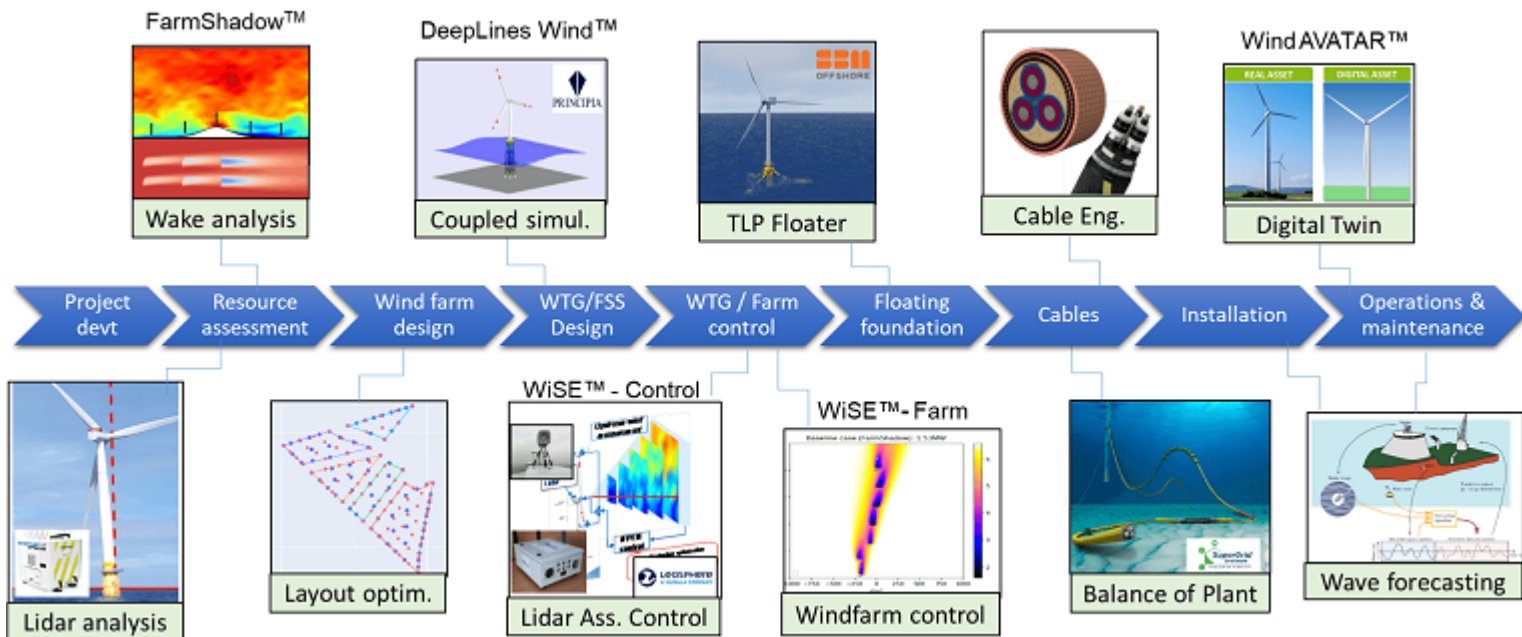 FarmShadow™
DeepLines Wind™
WindAVATAR™
PRINCIPIA
SBM
OFFSHORE
REAL ASSET
DIGITAL ASSET
Wake analysis
Coupled simul.
TLP Floater
Cable Eng.
Digital Twin
Project
devt
Resource
assessment
Wind farm
design
WTG/FSS
Design
WTG / Farm
control
Floating
foundation
Cables
Installation
Operations &
maintenance
WiSE™ - Control
WiSE™- Farm
LEOSPHERE
SuperGrid
Lidar analysis
Layout optim.
Lidar Ass. Control
Windfarm control
Balance of Plant
Wave forecasting